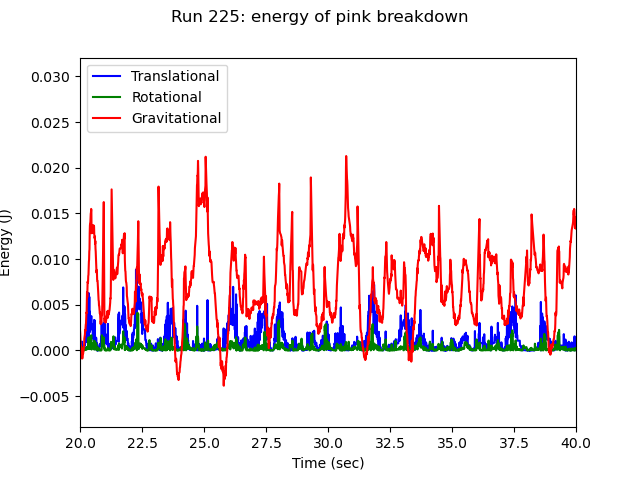 Run 225: energy of pink breakdown
Translational
Rotational
Gravitational
0.030
0.025
0.020
0.015
0.010
0.005
0.000
−0.005
Energy (J)
20.0 22.5 25.0 27.5 30.0 32.5 35.0 37.5 40.0
Time (sec)